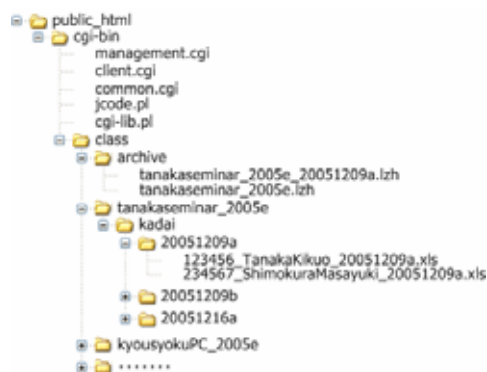 public_html
cgi-bin
management.cgi
client.cgi
common.cgi
jcode.pl
cgi-lib.pl
class
archive
tanakaseminar_2005e_20051209a.lzh
tanakaseminar_2005e.lzh
tanakaseminar_2005e
kadai
20051209a
123456_TanakaKikuo_20051209a.xls
234567_ShimokuraMasayuki_20051209a.xls
20051209b
20051216a
kyousyokuPC_2005e
･･･････